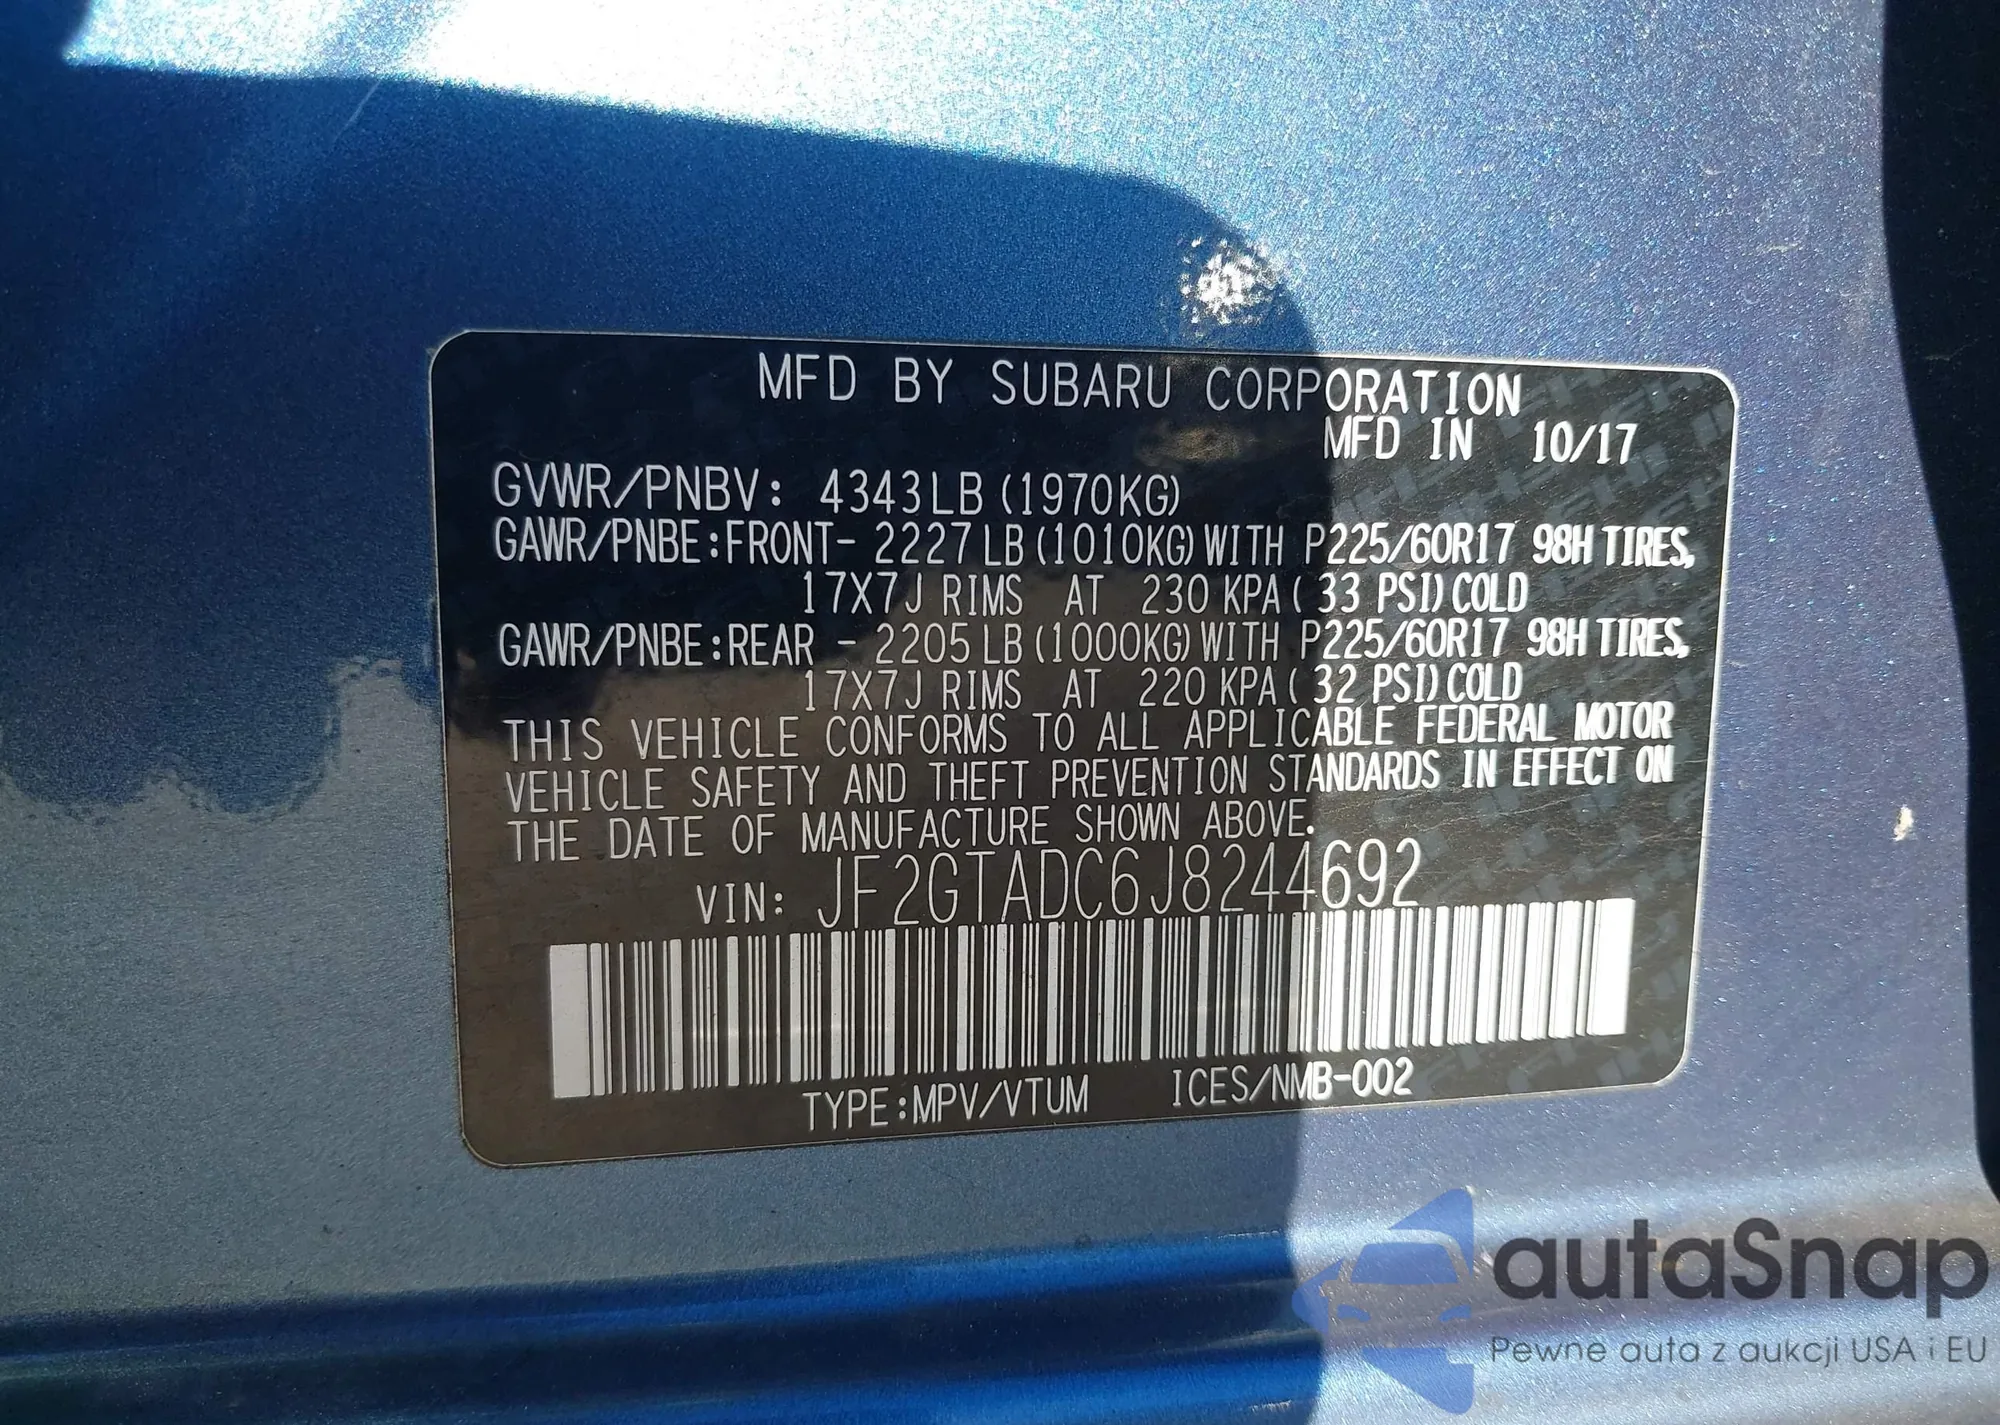 MFD BY SUBARU CORPORATION
MFD IN 10/17
GVWR/PNBV: 4343LB (1970KG)
GAWR/PNBE:FRONT- 2227LB(1010KG)WITH P225/60R17 98H TIRES,
17X7J RIMS AT 230 KPA( 33 PSI)COLD
GAWR/PNBE:REAR - 2205LB(1000KG)WITH P225/60R17 98H TIRES,
17X7J RIMS AT 220 KPA( 32 PSI)COLD
THIS VEHICLE CONFORMS TO ALL APPLICABLE FEDERAL MOTOR
VEHICLE SAFETY AND THEFT PREVENTION STANDARDS IN EFFECT ON
THE DATE OF MANUFACTURE SHOWN ABOVE.
VIN: JF2GTADC6J8244692
TYPE:MPV/VTUM ICES/NMB-002
autaSnap
Pewne auta z aukcji USA i EU